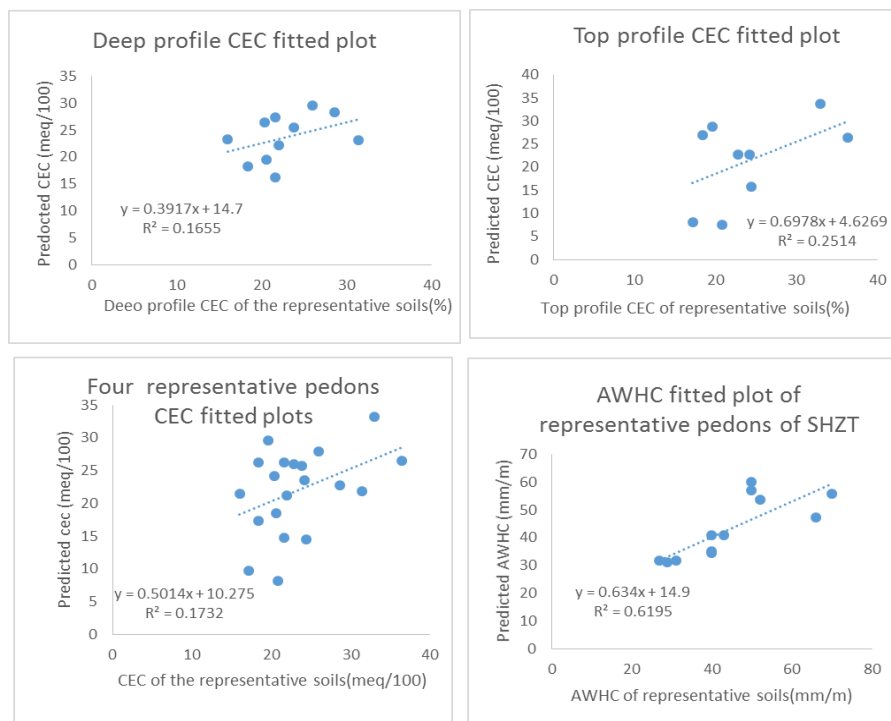 Deep profile CEC fitted plot
Predocted CEC (meq/100)
35
30
25
20
15
10
5
0
y = 0.3917x + 14.7
R² = 0.1655
0 10 20 30 40
Deeo profile CEC of the representative soils(%)
Top profile CEC fitted plot
Predicted CEC (meq/100)
40
35
30
25
20
15
10
5
0
y = 0.6978x + 4.6269
R² = 0.2514
0 10 20 30 40
Top profile CEC of representative soils(%)
Four representative pedons
CEC fitted plots
Predicted cec (meq/100)
35
30
25
20
15
10
5
0
y = 0.5014x + 10.275
R² = 0.1732
0 10 20 30 40
CEC of the representative soils(meq/100)
AWHC fitted plot of
representative pedons of SHZT
Predicted AWHC (mm/m)
70
60
50
40
30
20
10
0
y = 0.634x + 14.9
R² = 0.6195
0 20 40 60 80
AWHC of representative soils(mm/m)